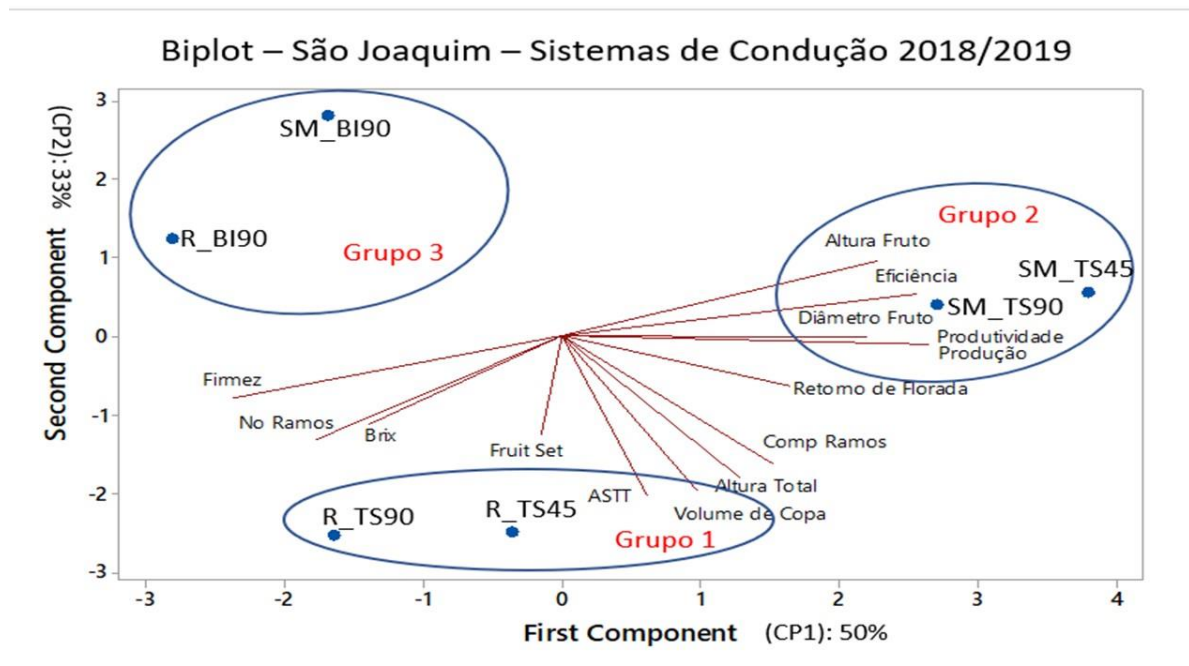 Biplot – São Joaquim – Sistemas de Condução 2018/2019
Second Component (CP2): 33%
3
2
1
0
-1
-2
-3
SM_BI90
R_BI90
Grupo 3
Grupo 2
Altura Fruto
SM_TS45
Eficiência
SM_TS90
Diâmetro Fruto
Produtividade
Produção
Firmez
Retorno de Florada
No Ramos
Brix
Fruit Set
Comp Ramos
ASTT
Altura Total
Volume de Copa
R_TS90
R_TS45
Grupo 1
-3 -2 -1 0 1 2 3 4
First Component (CP1): 50%